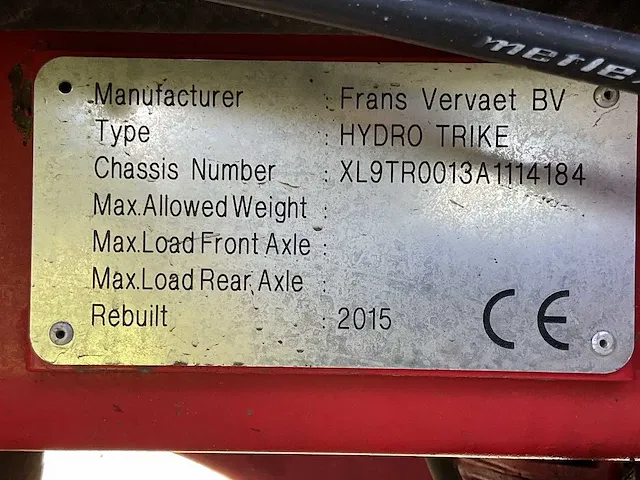 Manufacturer : Frans Vervaet BV
Type : HYDRO TRIKE
Chassis Number : XL9TR0013A1114184
Max.Allowed Weight :
Max.Load Front Axle :
Max.Load Rear Axle :
Rebuilt : 2015
CE